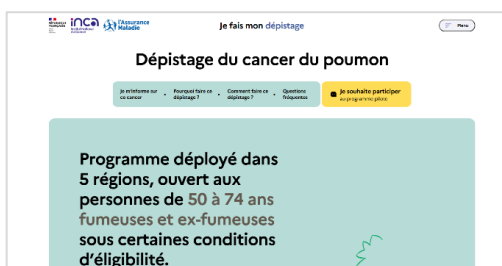 inca
l'Assurance
Maladie
Je fais mon dépistage
Menu
Dépistage du cancer du poumon
Je m'informe sur
ce cancer
Pourquoi faire ce
dépistage ?
Comment faire ce
dépistage ?
Questions
fréquentes
Je souhaite participer
au programme pilote
Programme déployé dans
5 régions, ouvert aux
personnes de 50 à 74 ans
fumeuses et ex-fumeuses
sous certaines conditions
d'éligibilité.